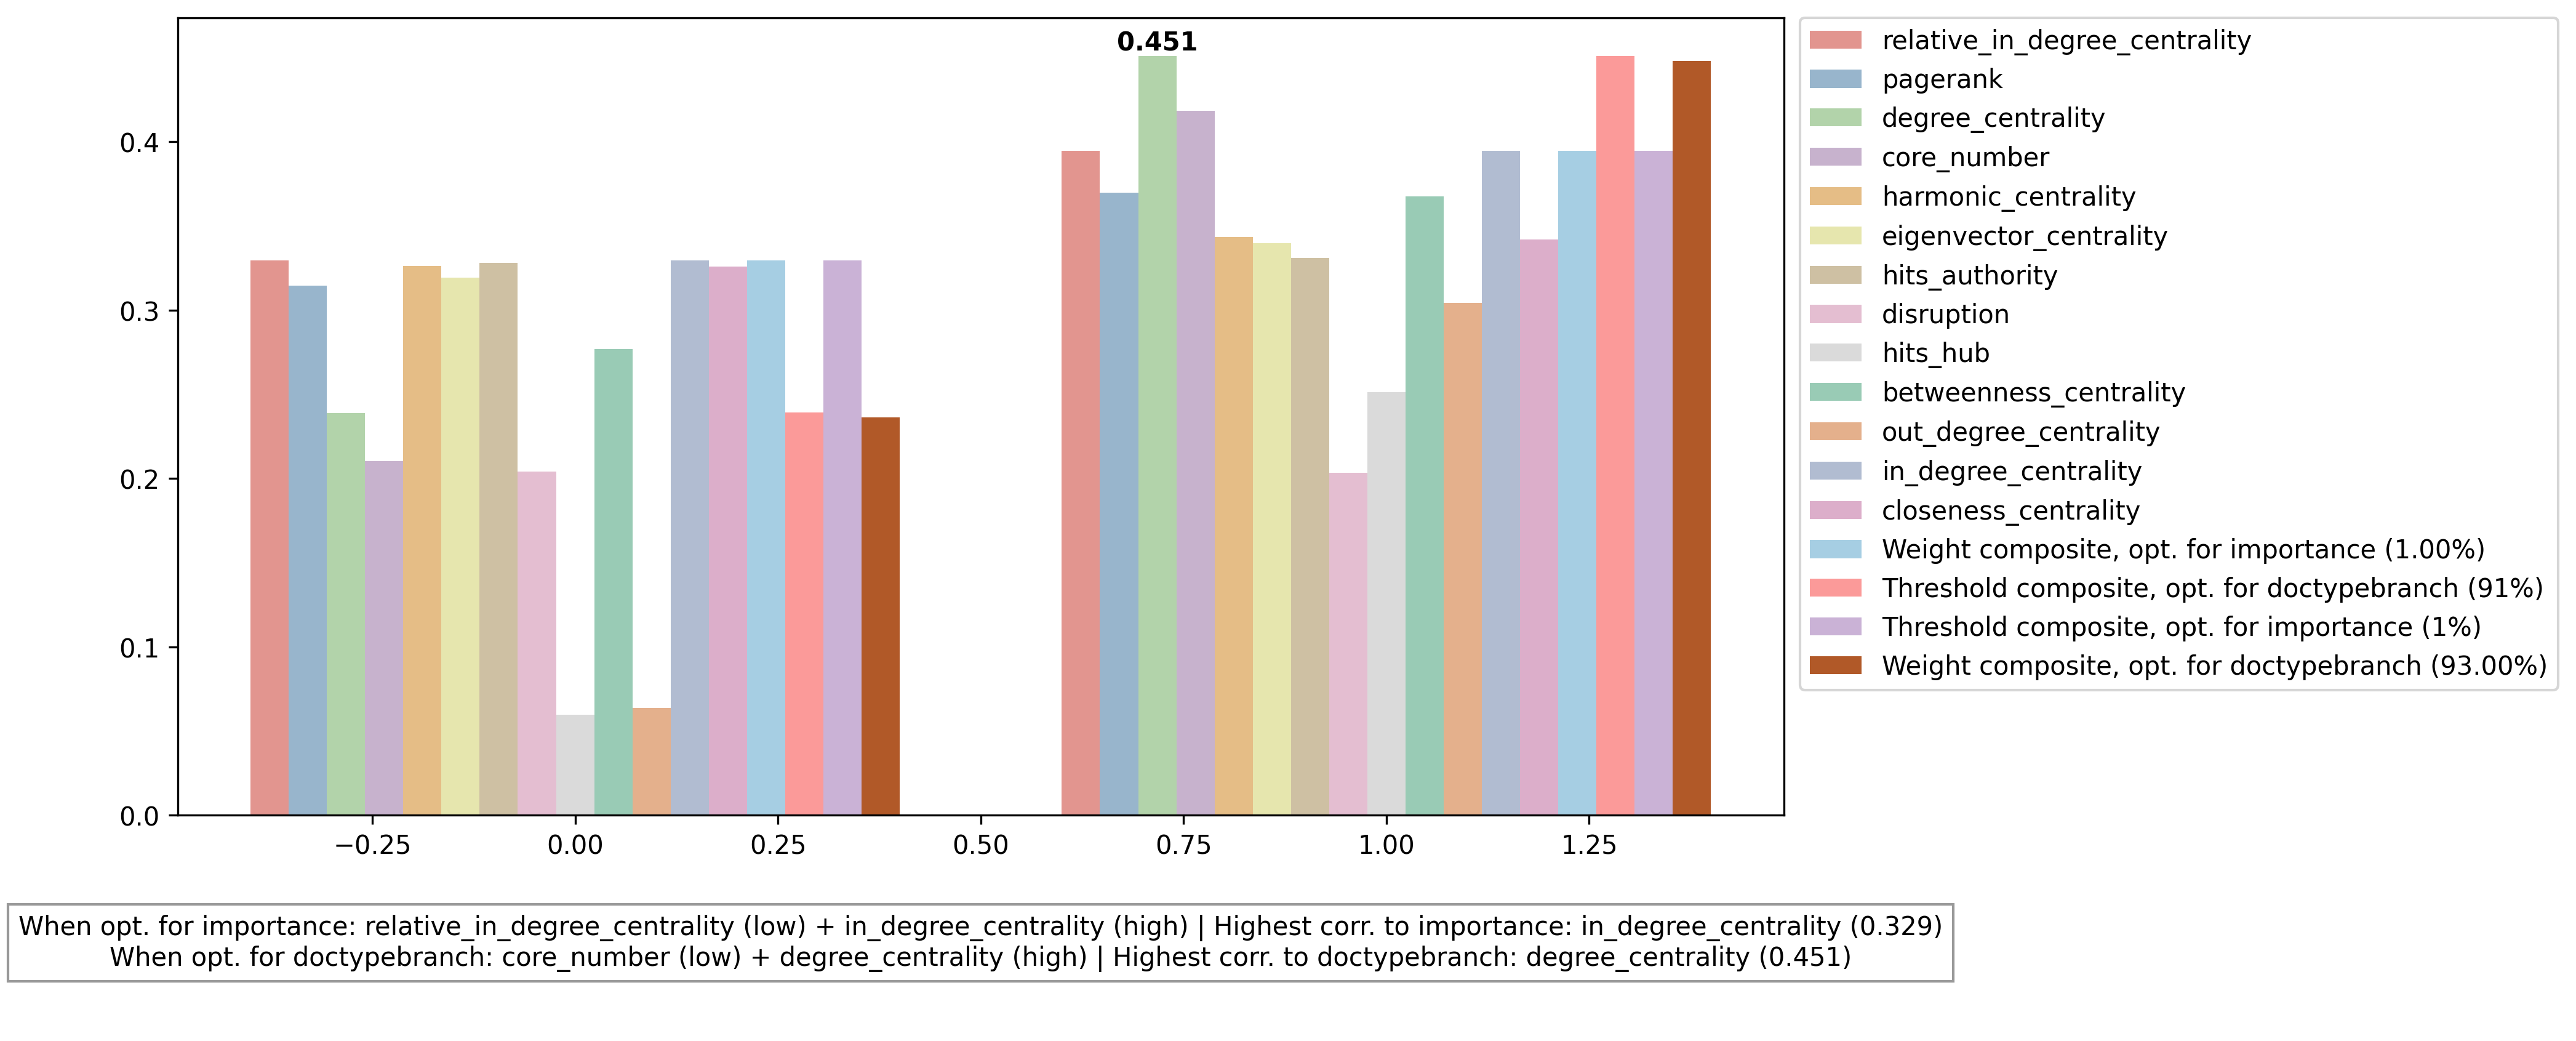 0.451
0.4
0.3
0.2
0.1
0.0
−0.25
0.00
0.25
0.50
0.75
1.00
1.25
relative_in_degree_centrality
pagerank
degree_centrality
core_number
harmonic_centrality
eigenvector_centrality
hits_authority
disruption
hits_hub
betweenness_centrality
out_degree_centrality
in_degree_centrality
closeness_centrality
Weight composite, opt. for importance (1.00%)
Threshold composite, opt. for doctypebranch (91%)
Threshold composite, opt. for importance (1%)
Weight composite, opt. for doctypebranch (93.00%)
When opt. for importance: relative_in_degree_centrality (low) + in_degree_centrality (high) | Highest corr. to importance: in_degree_centrality (0.329)
When opt. for doctypebranch: core_number (low) + degree_centrality (high) | Highest corr. to doctypebranch: degree_centrality (0.451)